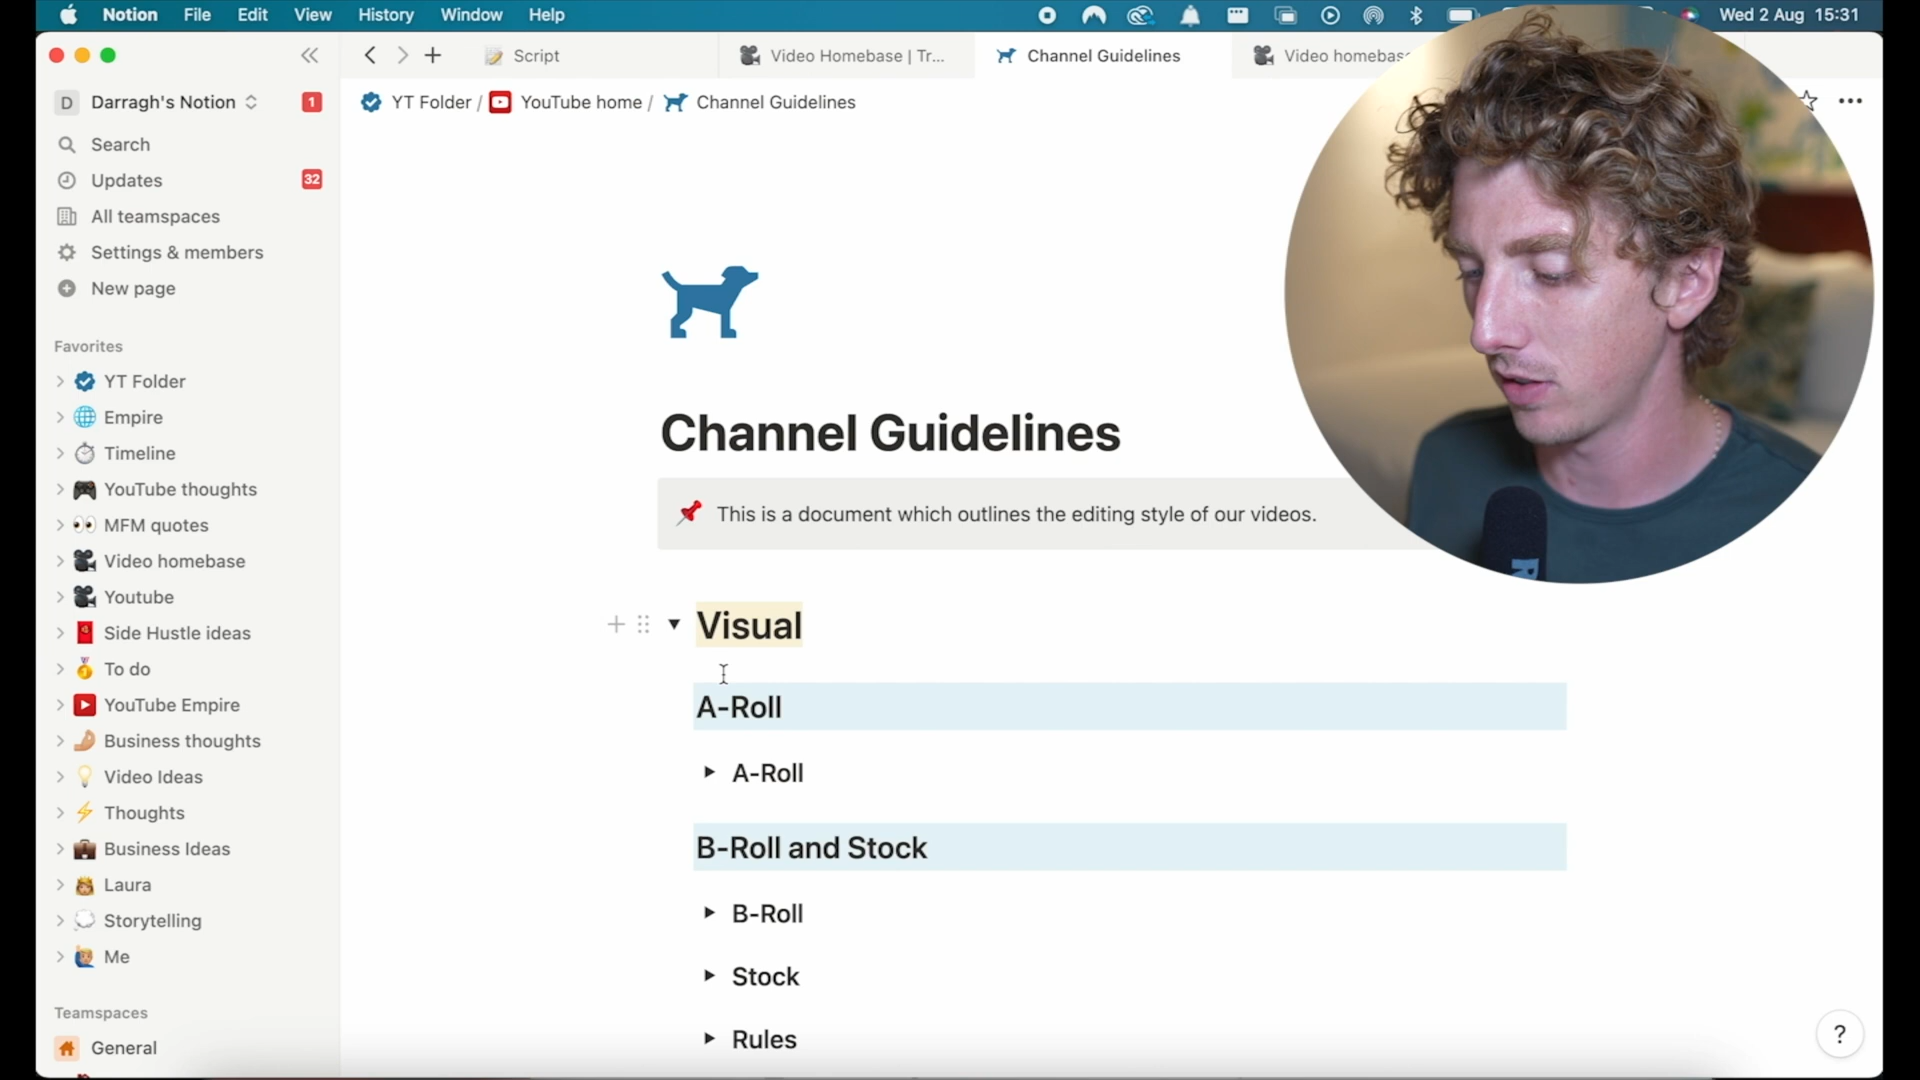 Notion File Edit View History Window Help Wed 2 Aug 15:31
Script Video Homebase | Tr... Channel Guidelines Video homebas
D Darragh's Notion 1
YT Folder / YouTube home / Channel Guidelines
Search
Updates 32
All teamspaces
Settings & members
New page
Favorites
YT Folder
Empire
Timeline
YouTube thoughts
MFM quotes
Video homebase
Youtube
Side Hustle ideas
To do
YouTube Empire
Business thoughts
Video Ideas
Thoughts
Business Ideas
Laura
Storytelling
Me
Teamspaces
General
Channel Guidelines
This is a document which outlines the editing style of our videos.
Visual
A-Roll
A-Roll
B-Roll and Stock
B-Roll
Stock
Rules
?